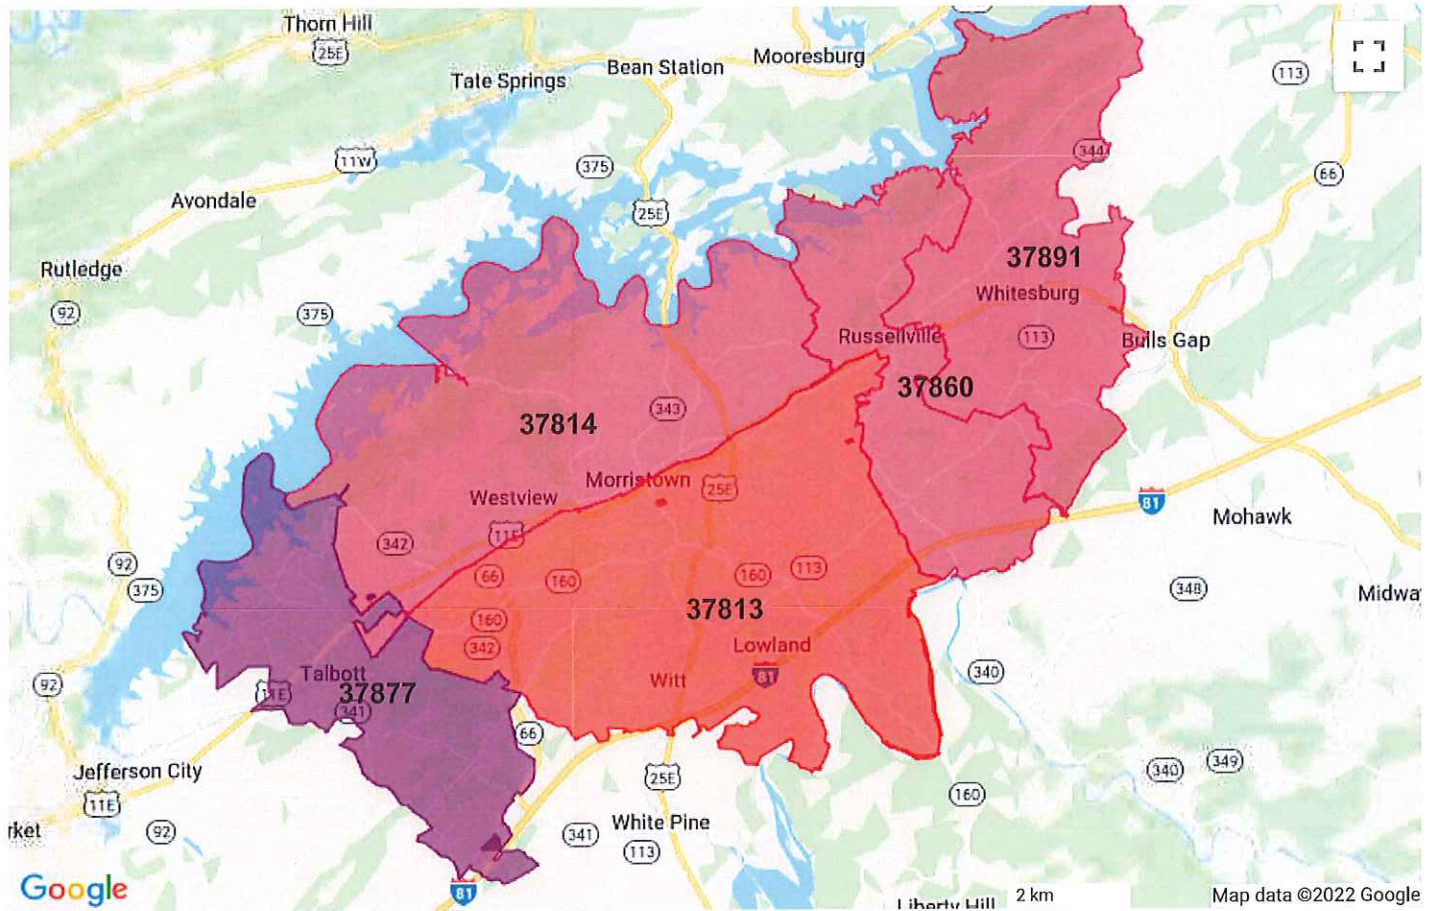 Thorn Hill
25E
Tate Springs
Bean Station
Mooresburg
113
11W
375
344
66
Avondale
25E
37891
Rutledge
Whitesburg
92
375
Russellville
113
Bulls Gap
37860
343
37814
Morristown
25E
Westview
81
Mohawk
11E
342
92
375
66
160
160
113
348
Midwa
37813
160
Lowland
342
340
Talbott
Witt
81
92
11E
37877
341
66
Jefferson City
25E
340
349
11E
160
rket
92
341
White Pine
113
Google
81
Liberty Hill
2 km
Map data ©2022 Google